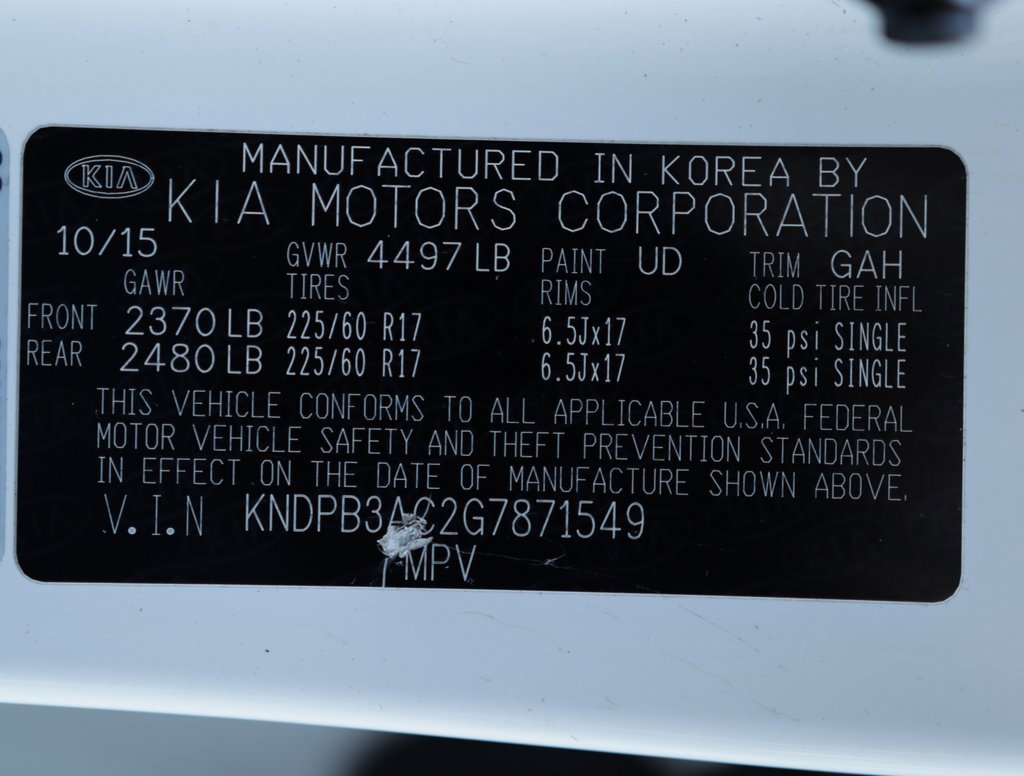 KIA
MANUFACTURED IN KOREA BY
KIA MOTORS CORPORATION
10/15 GVWR 4497 LB PAINT UD TRIM GAH
GAWR TIRES RIMS COLD TIRE INFL
FRONT 2370 LB 225/60 R17 6.5Jx17 35 psi SINGLE
REAR 2480 LB 225/60 R17 6.5Jx17 35 psi SINGLE
THIS VEHICLE CONFORMS TO ALL APPLICABLE U.S.A. FEDERAL
MOTOR VEHICLE SAFETY AND THEFT PREVENTION STANDARDS
IN EFFECT ON THE DATE OF MANUFACTURE SHOWN ABOVE.
V.I.N KNDPB3AC2G7871549
MPV